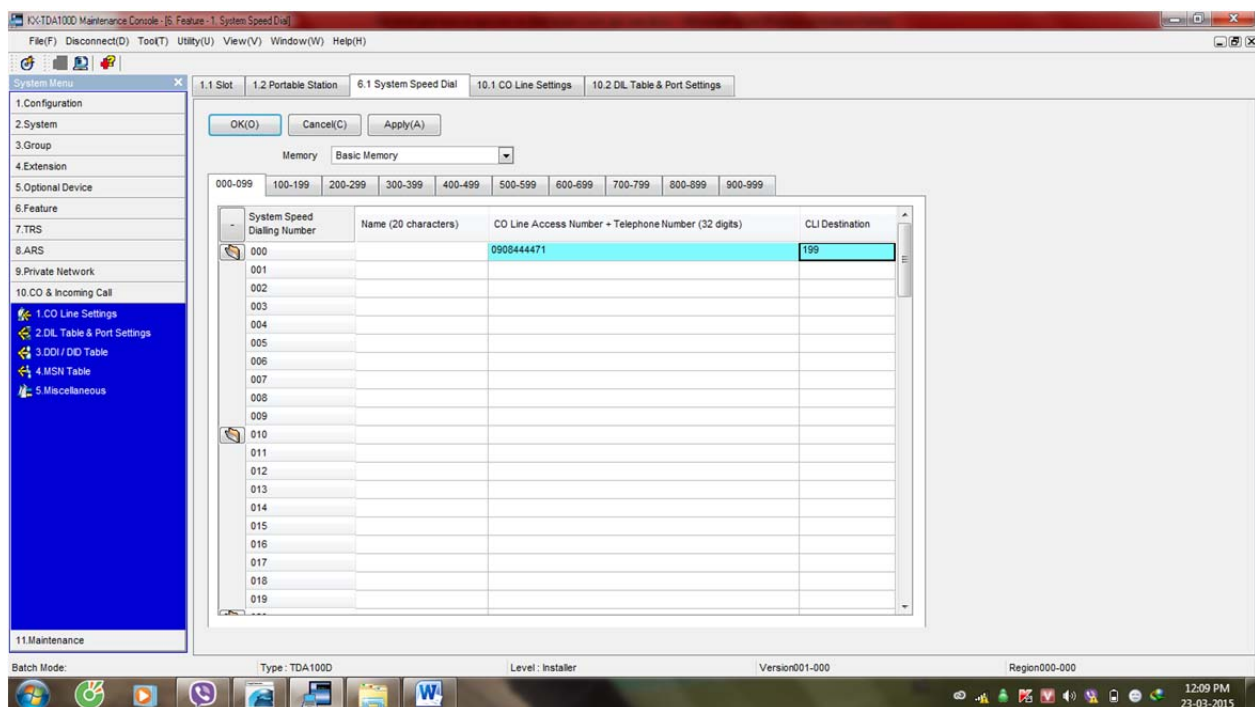 KX-TDA100D Maintenance Console - [6. Feature - 1. System Speed Dial]
File(F) Disconnect(D) Tool(T) Utility(U) View(V) Window(W) Help(H)
System Menu
1.Configuration
2.System
3.Group
4.Extension
5.Optional Device
6.Feature
7.TRS
8.ARS
9.Private Network
10.CO & Incoming Call
1.CO Line Settings
2.DIL Table & Port Settings
3.DDI / DID Table
4.MSN Table
5.Miscellaneous
11.Maintenance
1.1 Slot 1.2 Portable Station 6.1 System Speed Dial 10.1 CO Line Settings 10.2 DIL Table & Port Settings
OK(O) Cancel(C) Apply(A)
Memory Basic Memory
000-099 100-199 200-299 300-399 400-499 500-599 600-699 700-799 800-899 900-999
- System Speed Dialling Number Name (20 characters) CO Line Access Number + Telephone Number (32 digits) CLI Destination
000 0908444471 199
001
002
003
004
005
006
007
008
009
010
011
012
013
014
015
016
017
018
019
Batch Mode: Type : TDA100D Level : Installer Version001-000 Region000-000
12:09 PM
23-03-2015